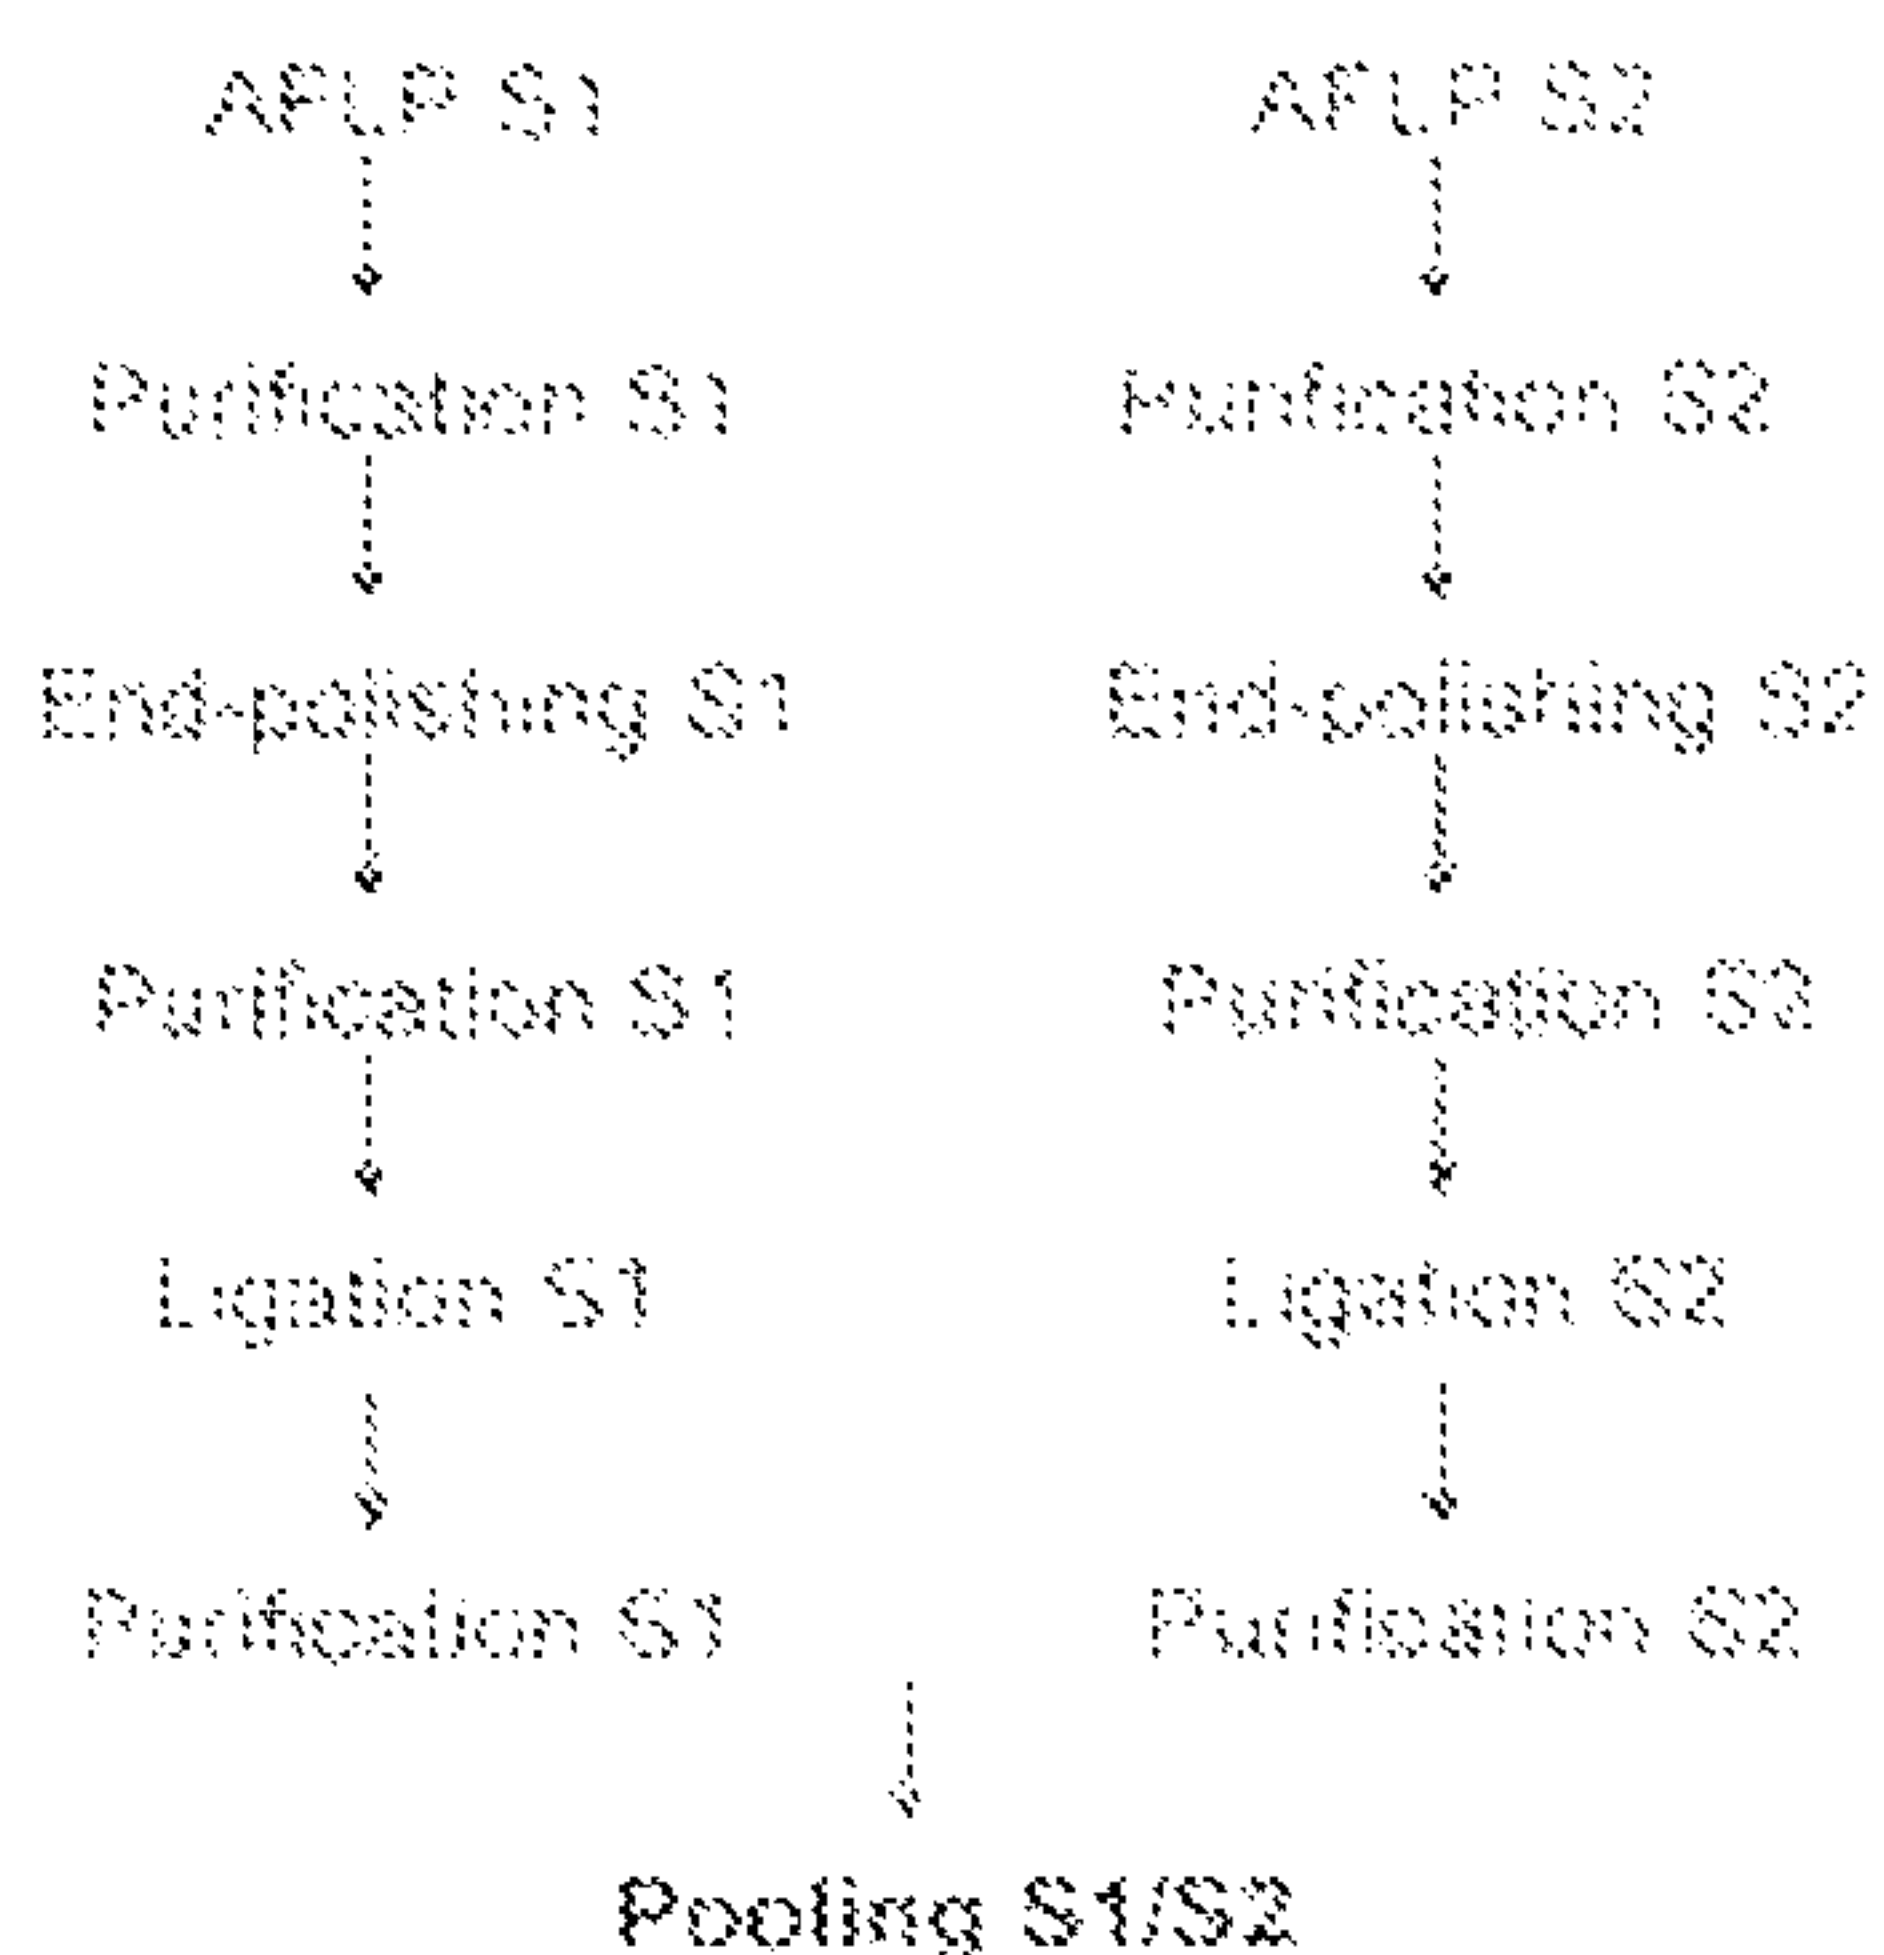 AFLP S1 AFLP S2
Purification S1 Purification S2
End-polishing S1 End-polishing S2
Purification S1 Purification S2
Ligation S1 Ligation S2
Purification S1 Purification S2
Pooling S1/S2